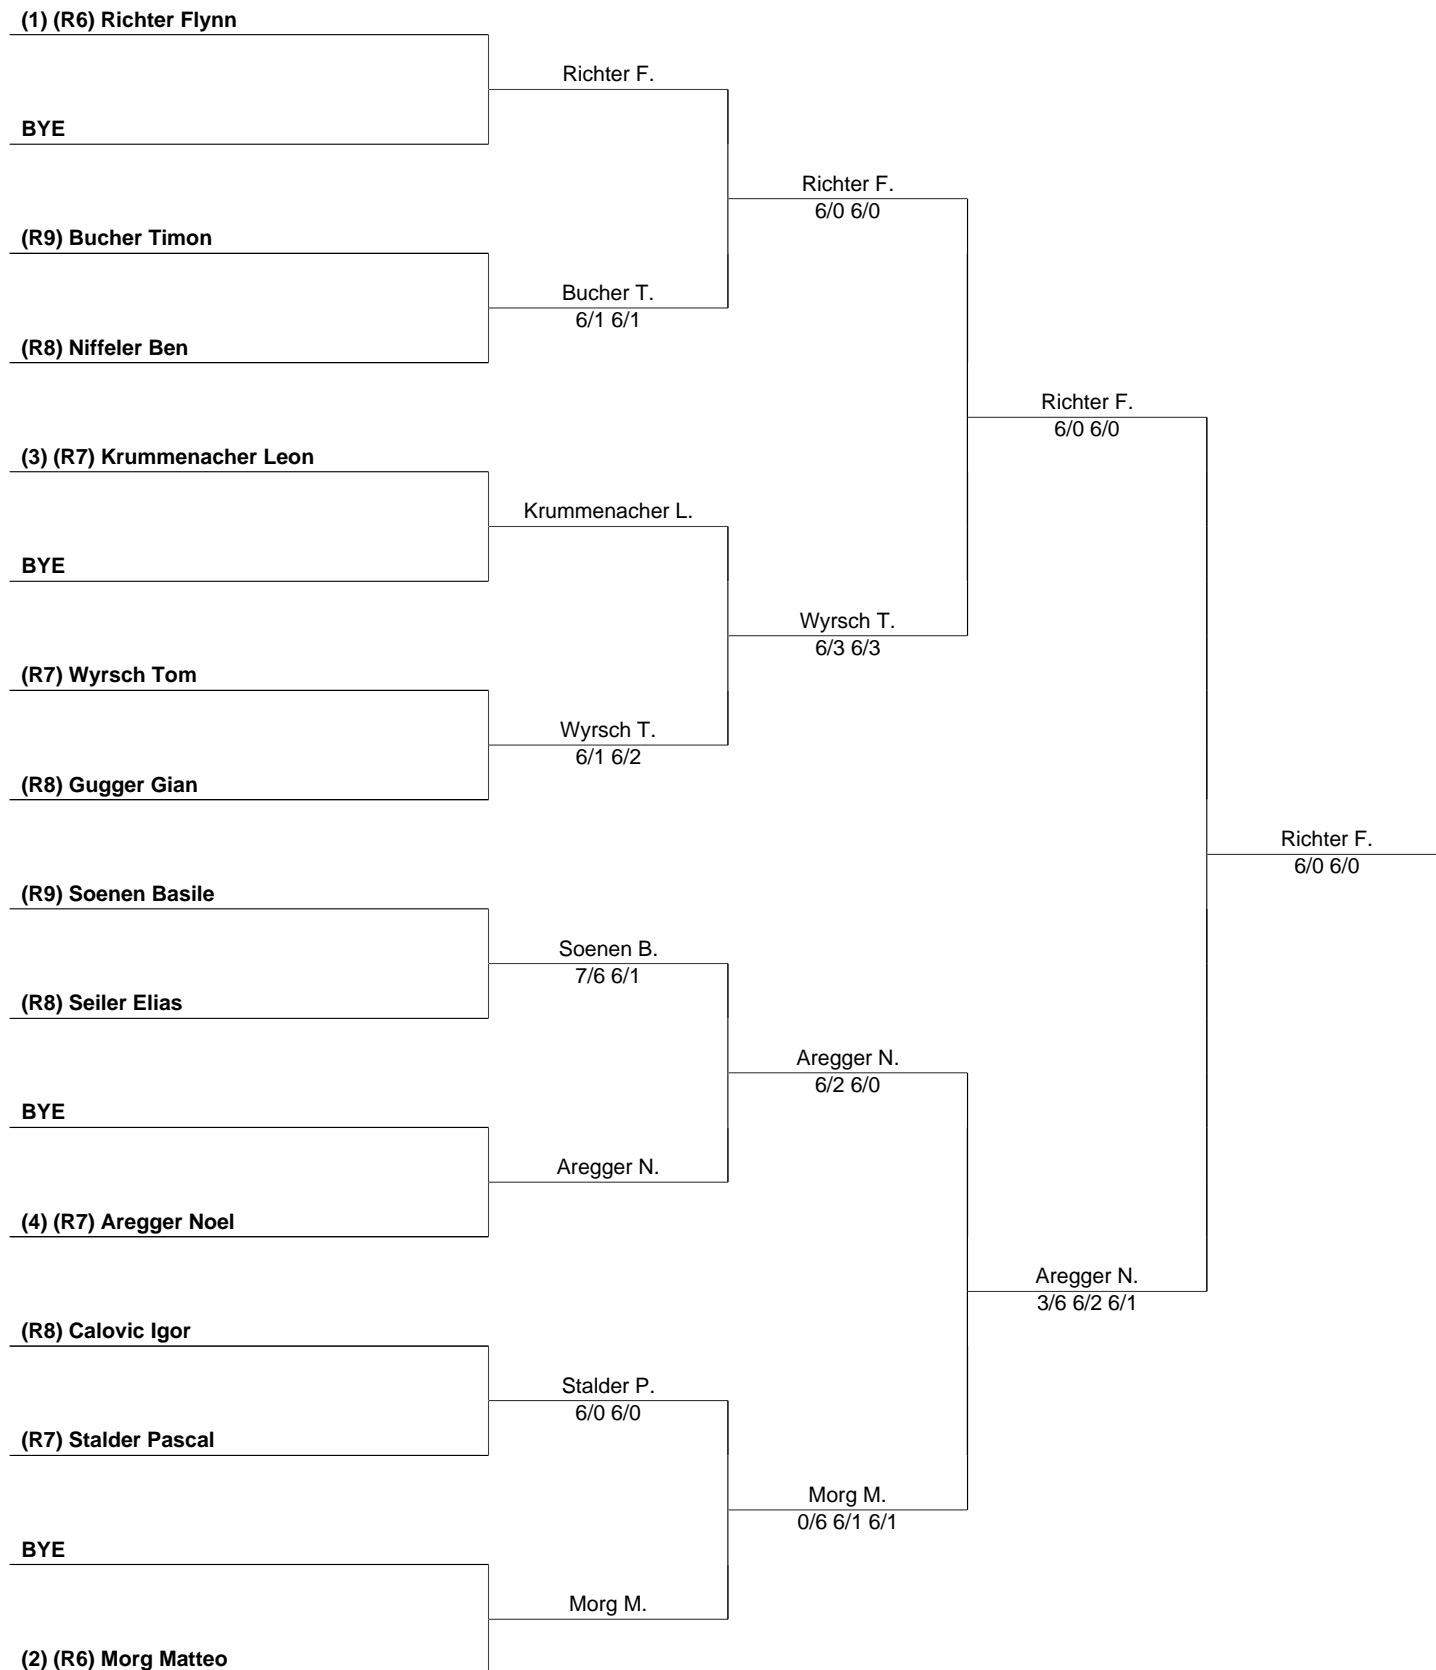 (1) (R6) Richter Flynn
Richter F.
BYE
Richter F.
6/0 6/0
(R9) Bucher Timon
Bucher T.
6/1 6/1
(R8) Niffeler Ben
Richter F.
6/0 6/0
(3) (R7) Krummenacher Leon
Krummenacher L.
BYE
Wyrsch T.
6/3 6/3
(R7) Wyrsch Tom
Wyrsch T.
6/1 6/2
(R8) Gugger Gian
Richter F.
6/0 6/0
(R9) Soenen Basile
Soenen B.
7/6 6/1
(R8) Seiler Elias
Aregger N.
6/2 6/0
BYE
Aregger N.
(4) (R7) Aregger Noel
Aregger N.
3/6 6/2 6/1
(R8) Calovic Igor
Stalder P.
6/0 6/0
(R7) Stalder Pascal
Morg M.
0/6 6/1 6/1
BYE
Morg M.
(2) (R6) Morg Matteo